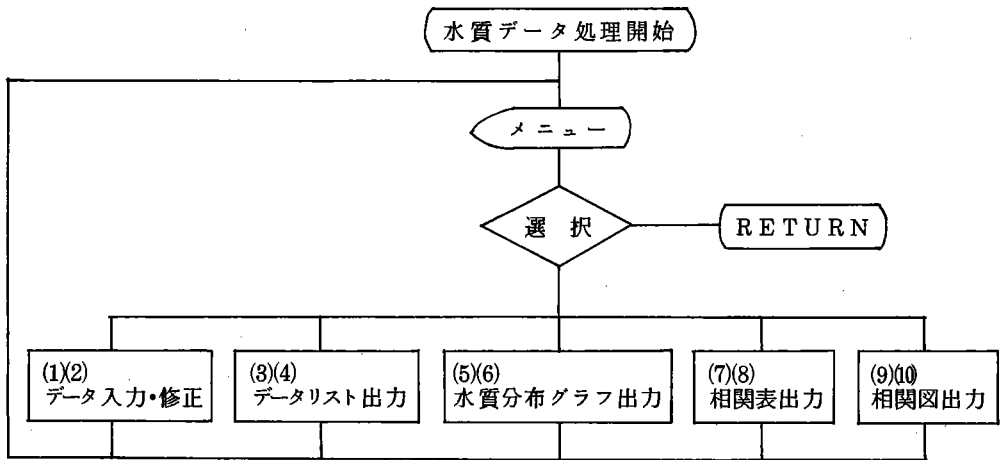 水質データ処理開始
メニュー
選択
RETURN
(1)(2)
データ入力・修正
(3)(4)
データリスト出力
(5)(6)
水質分布グラフ出力
(7)(8)
相関表出力
(9)(10)
相関図出力